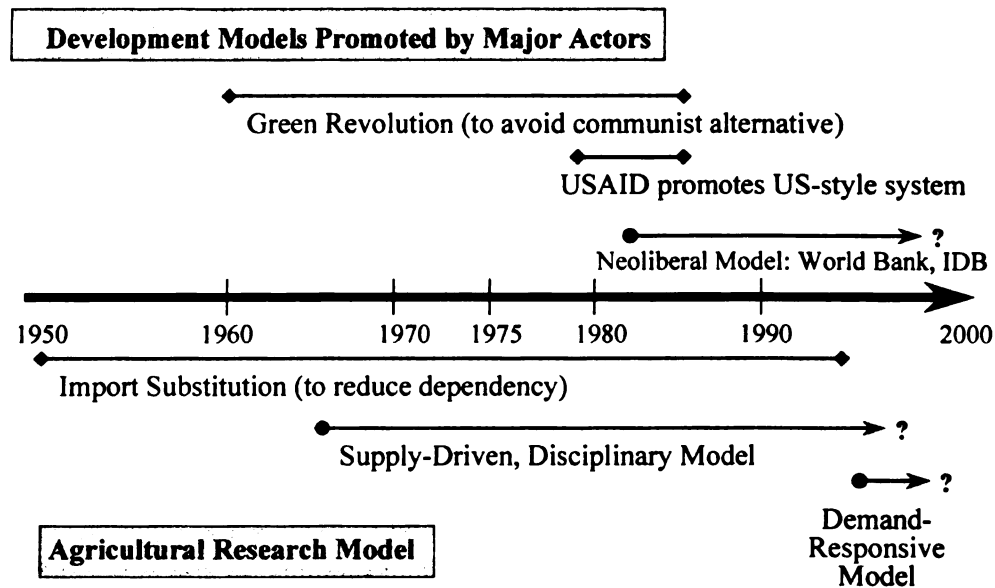 Development Models Promoted by Major Actors
Green Revolution (to avoid communist alternative)
USAID promotes US-style system
?
Neoliberal Model: World Bank, IDB
1950 1960 1970 1975 1980 1990 2000
Import Substitution (to reduce dependency)
?
Supply-Driven, Disciplinary Model
?
Demand-
Responsive
Model
Agricultural Research Model